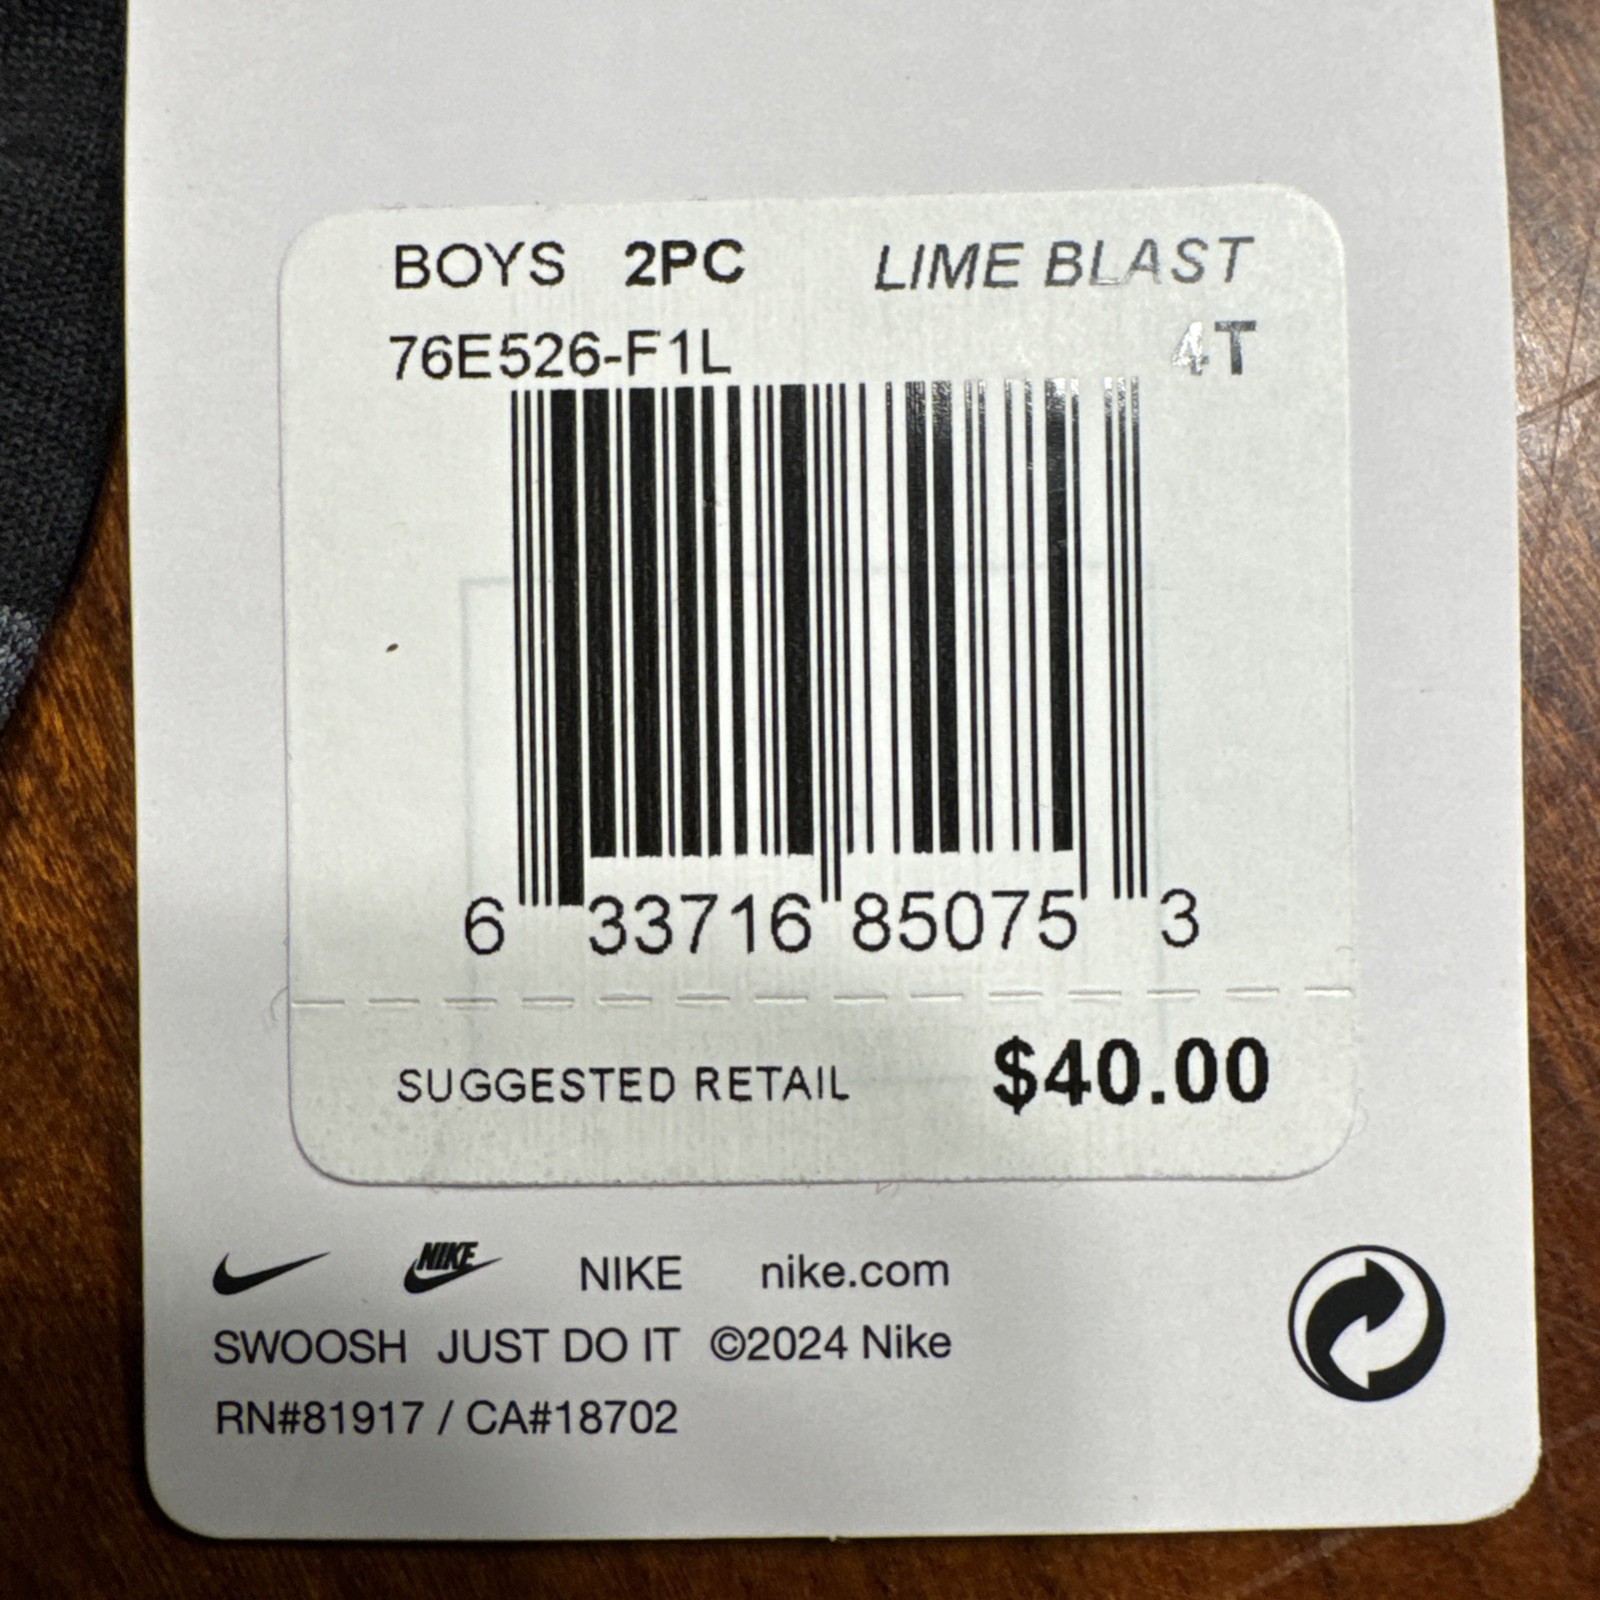 BOYS 2PC LIME BLAST
76E526-F1L 4T
6 33716 85075 3
SUGGESTED RETAIL $40.00
NIKE NIKE nike.com
SWOOSH JUST DO IT ©2024 Nike
RN#81917 / CA#18702